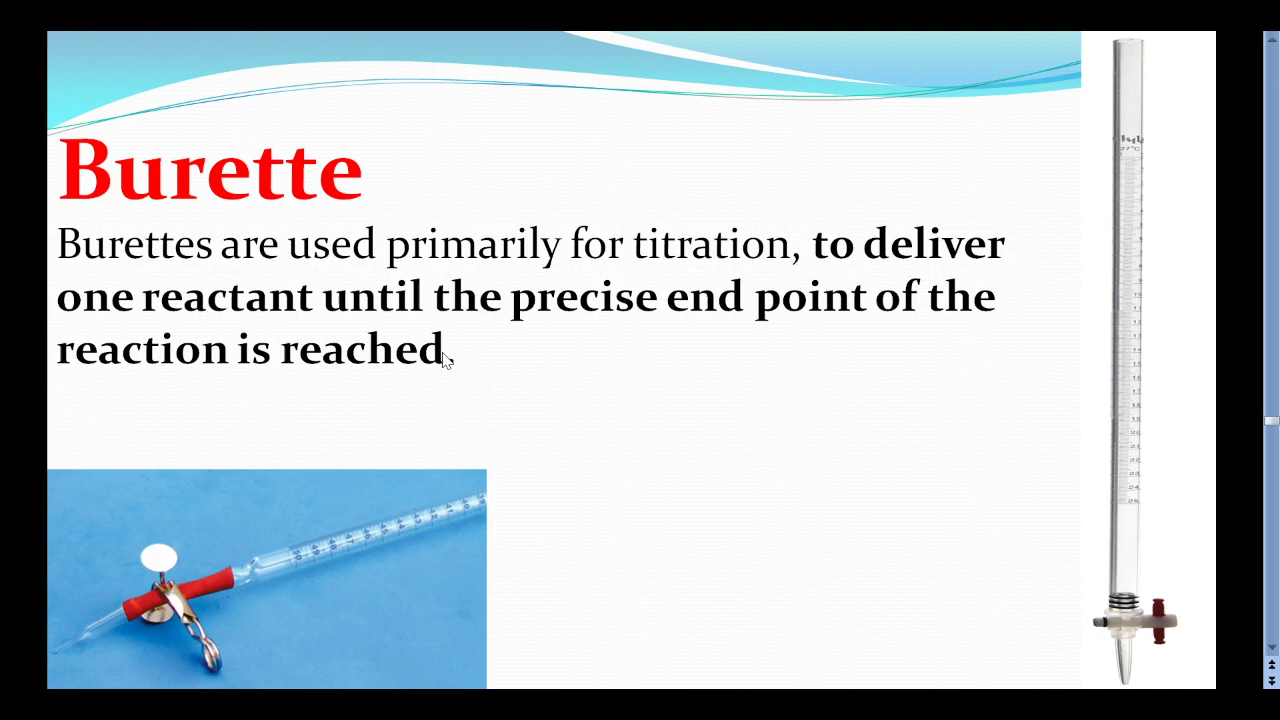 Burette
Burettes are used primarily for titration, to deliver
one reactant until the precise end point of the
reaction is reached.
27°C